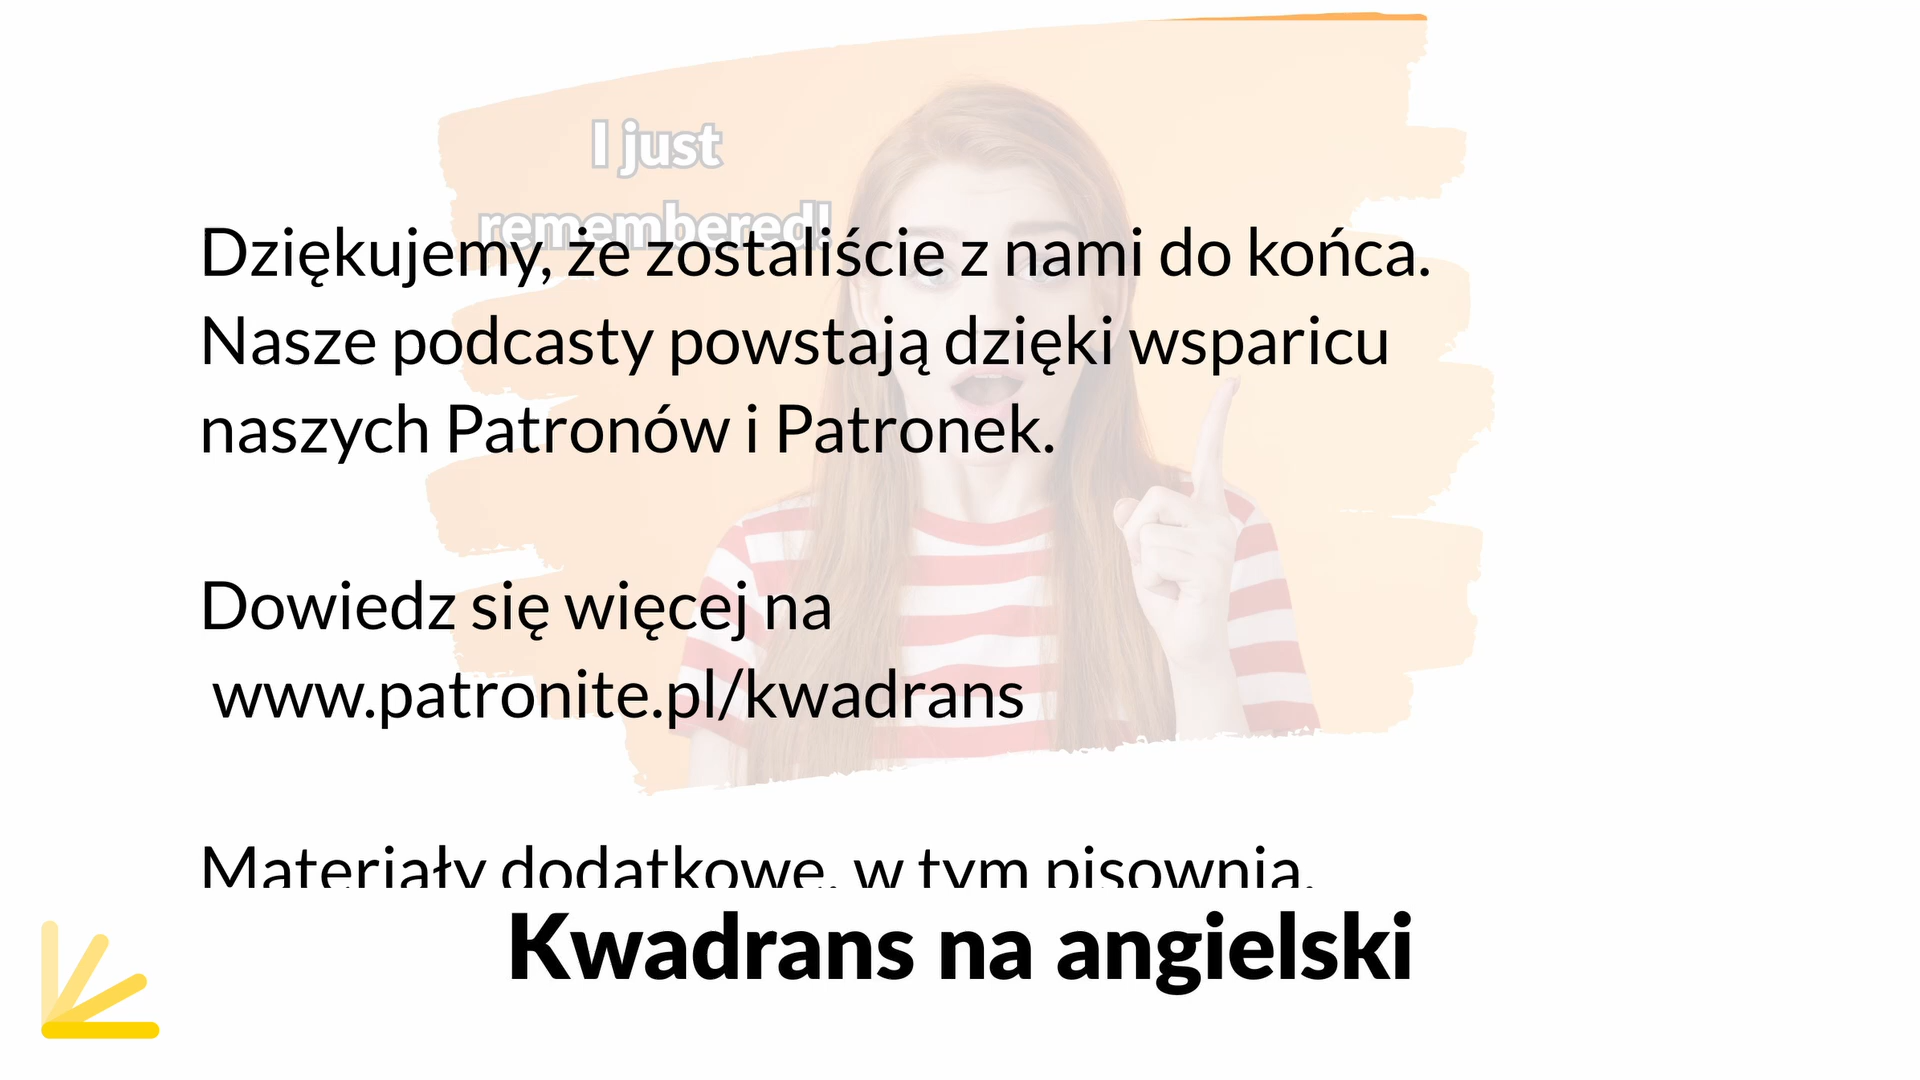 I just
remembered!
Dziękujemy, że zostaliście z nami do końca.
Nasze podcasty powstają dzięki wsparicu
naszych Patronów i Patronek.
Dowiedz się więcej na
www.patronite.pl/kwadrans
Materiały dodatkowe, w tym pisownia,
Kwadrans na angielski